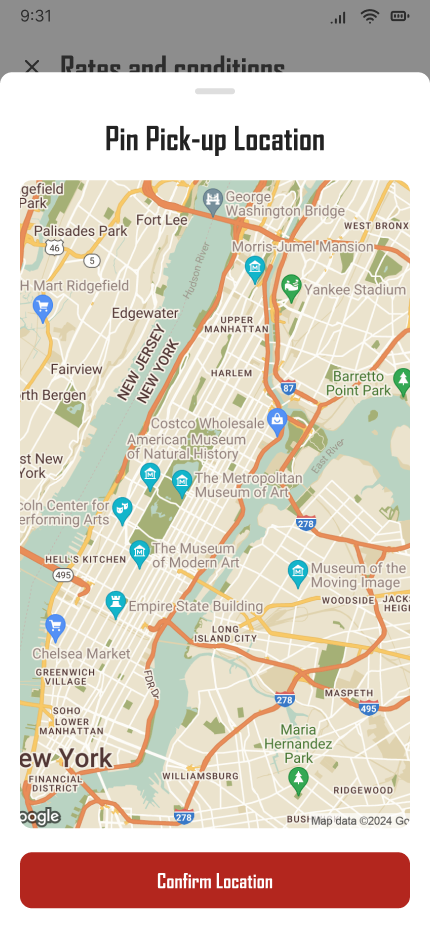 9:31
Rates and conditions
Pin Pick-up Location
gefield
Park
George
Washington Bridge
Fort Lee
Palisades Park
WEST BRONX
46
5
Hudson River
Morris-Jumel Mansion
H Mart Ridgefield
Yankee Stadium
Edgewater
UPPER
MANHATTAN
NEW JERSEY
NEW YORK
Fairview
HARLEM
87
Barretto
Point Park
rth Bergen
Costco Wholesale
American Museum
of Natural History
East River
st New
York
The Metropolitan
Museum of Art
coln Center for
erforming Arts
278
HELL'S KITCHEN
The Museum
of Modern Art
495
Museum of the
Moving Image
Empire State Building
WOODSIDE
JACKS
HEIGH
LONG
ISLAND CITY
Chelsea Market
GREENWICH
VILLAGE
FDR Dr
278
MASPETH
495
SOHO
LOWER
MANHATTAN
Maria
Hernandez
Park
ew York
WILLIAMSBURG
FINANCIAL
DISTRICT
RIDGEWOOD
278
BUSH
oogle
Map data ©2024 Go
Confirm Location